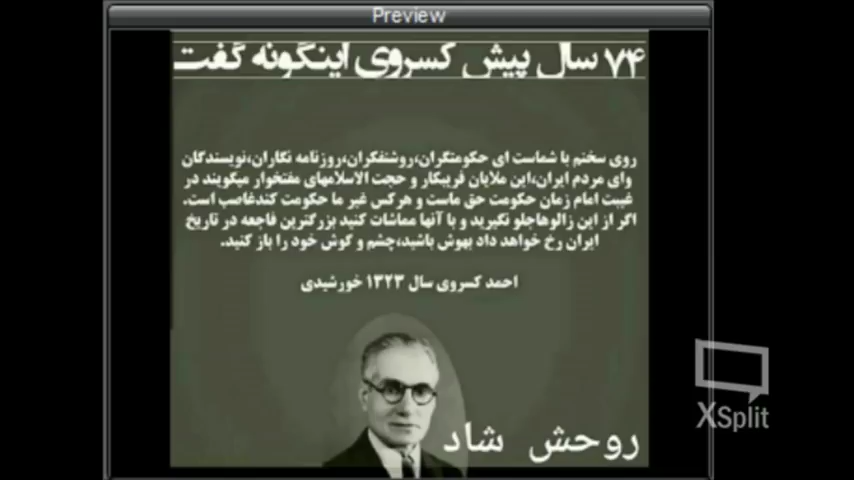 Preview
۷۴ سال پیش کسروی اینگونه گفت
روی سخنم با شماست ای حکومتگران،روشنفکران،روزنامه نگاران،نویسندگان
وای مردم ایران،این ملایان فریبکار و حجت الاسلامهای مفتخوار میکویند در
غیبت امام زمان حکومت حق ماست و هرکس غیر ما حکومت کندغاصب است.
اگر از این زالوهاجلو نگیرید و با آنها مماشات کنید بزرگترین فاجعه در تاریخ
ایران رخ خواهد داد بهوش باشید،چشم و گوش خود را باز کنید.
احمد کسروی سال ۱۳۲۳ خورشیدی
روحش شاد
XSplit